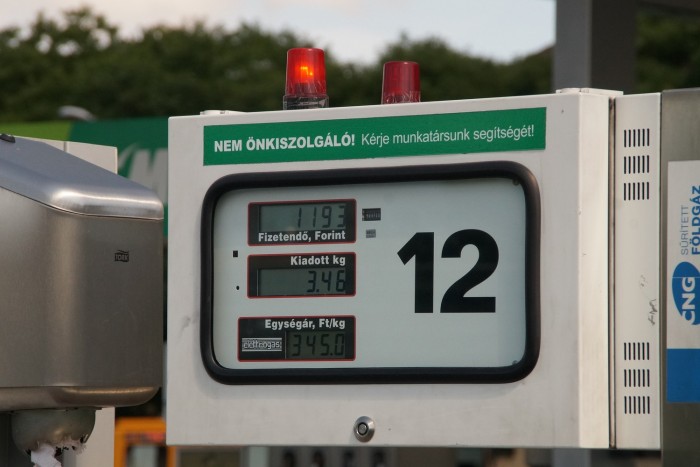 NEM ÖNKISZOLGÁLÓ! Kérje munkatársunk segítségét!
1193
Fizetendő, Forint
Kiadott kg
3.46
Egységár, Ft/kg
345.0
12
TORK
M
CNG
SŰRÍTETT
FÖLDGÁZ